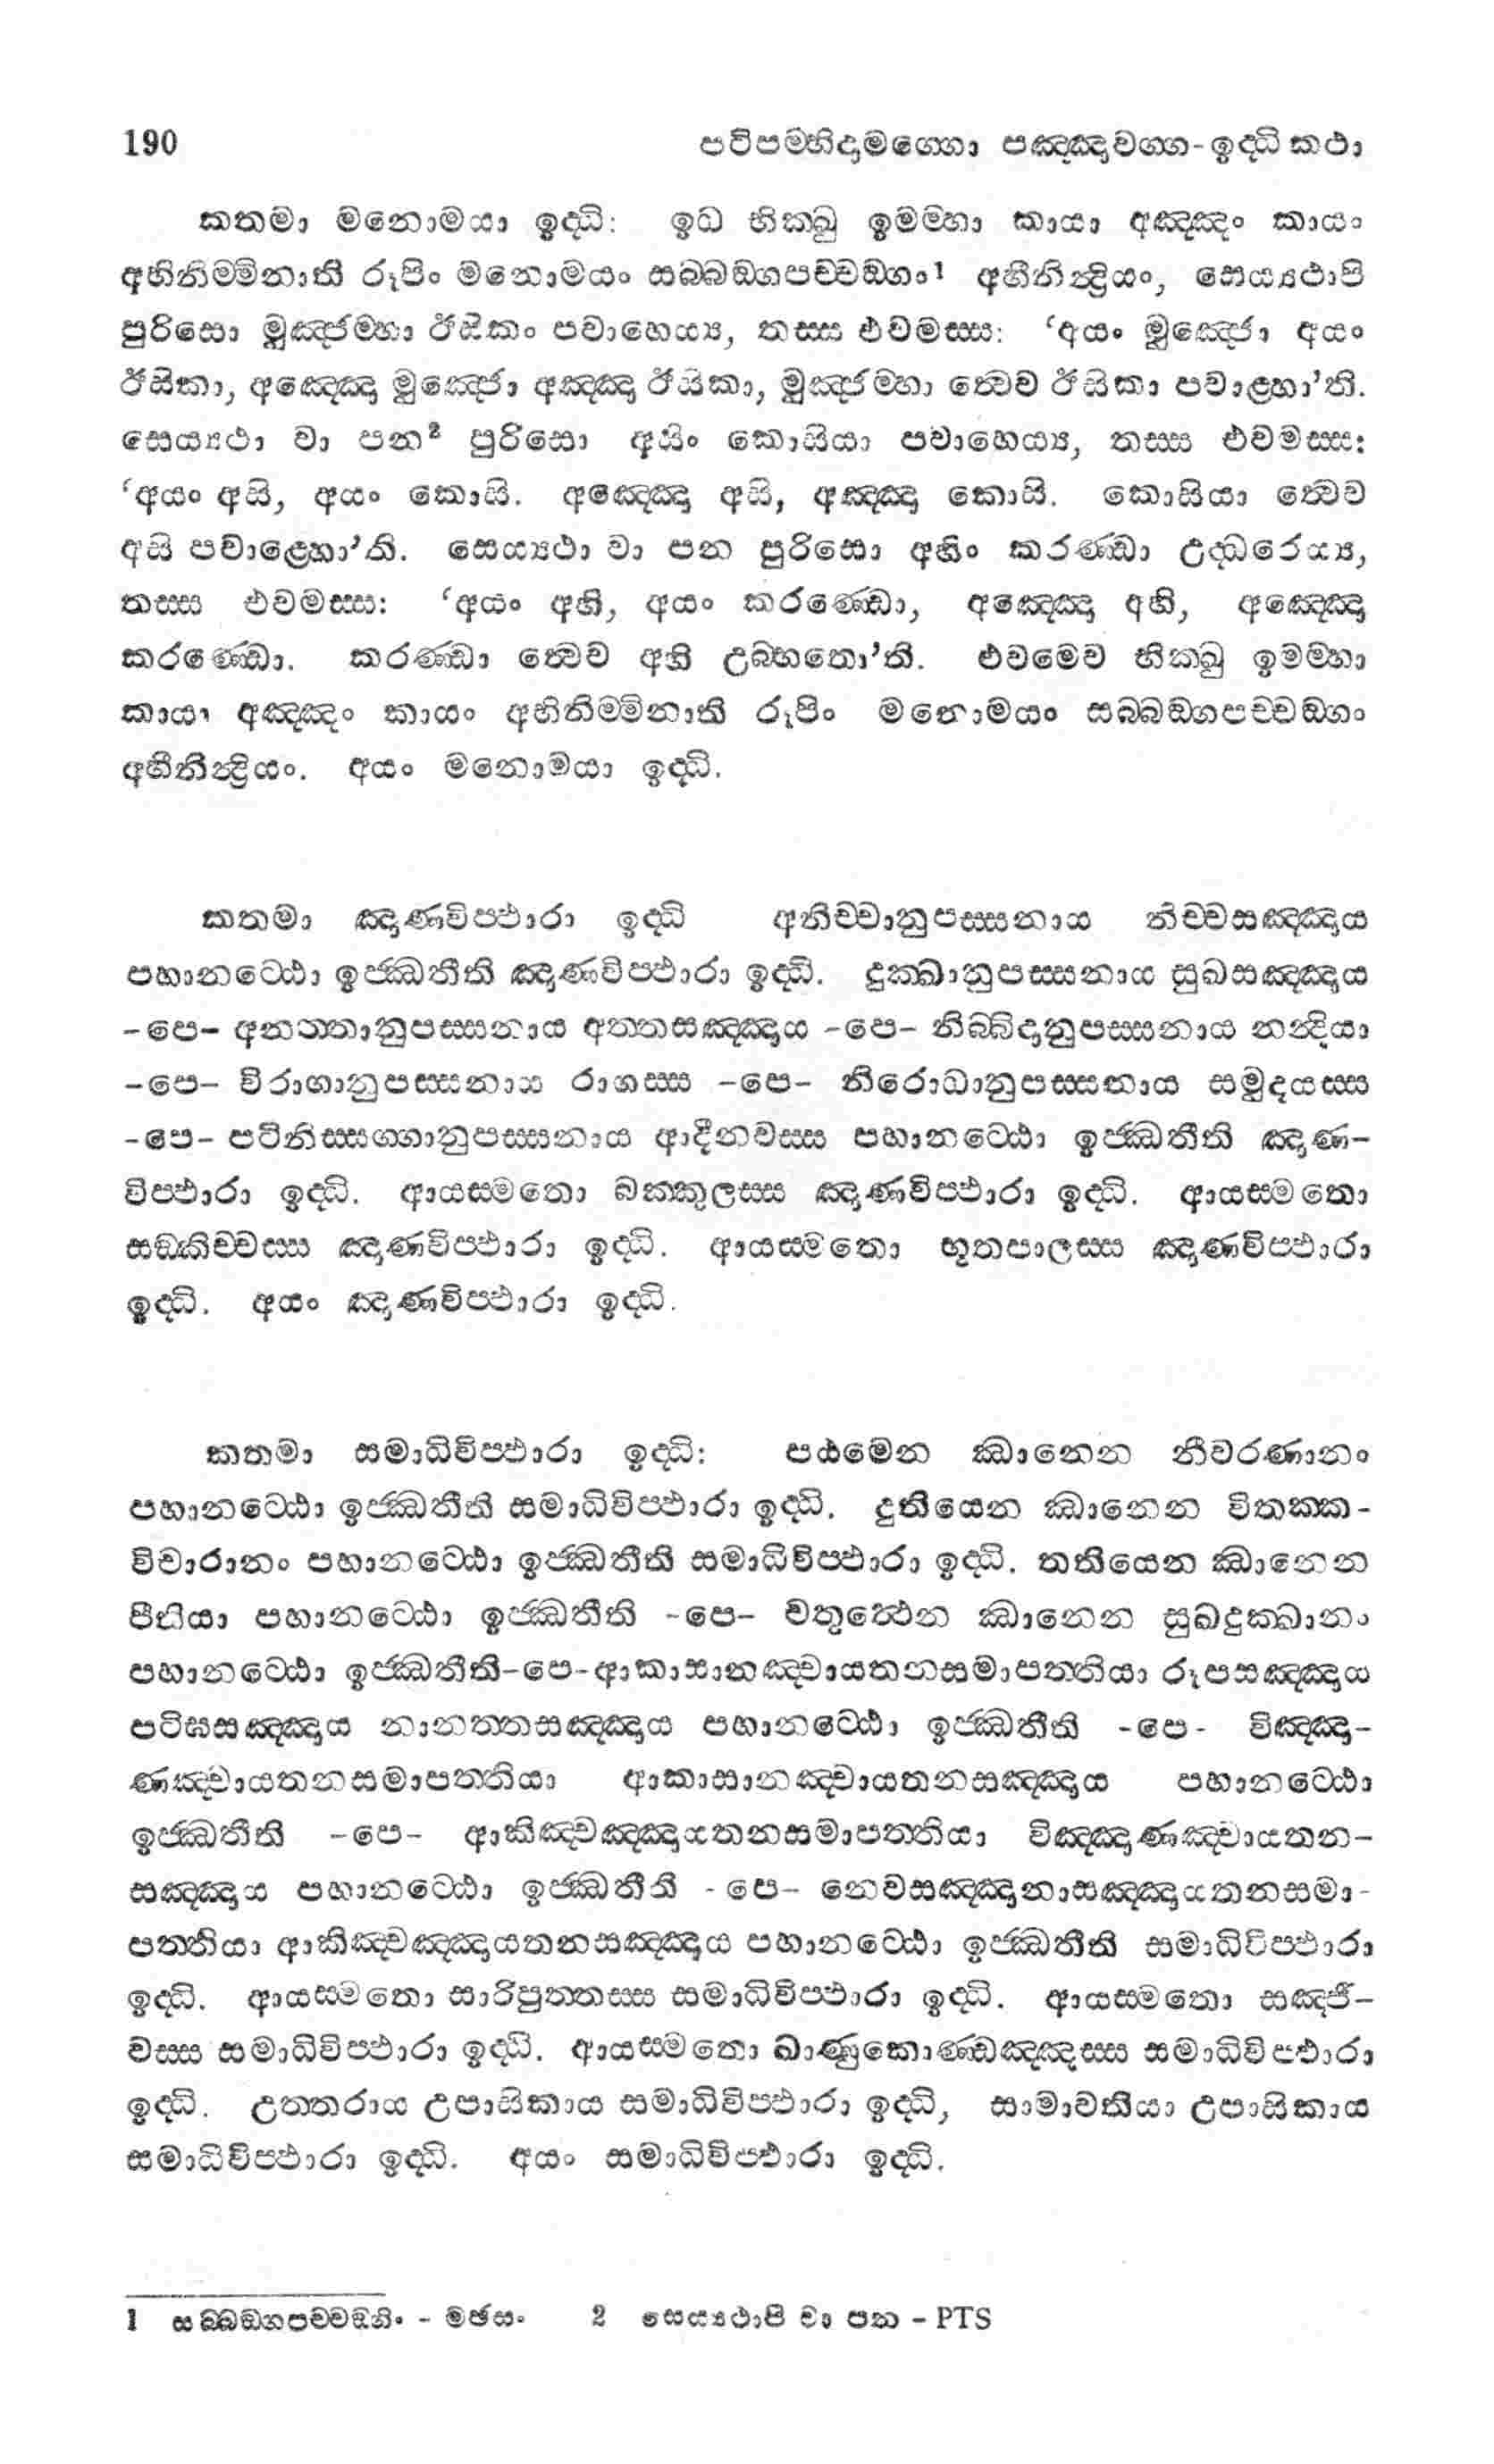 190 පටිපම්භිදාමග්ගො පඤ්ඤවග්ග-ඉද්ධි කථා
කතමා මනොමයා ඉද්ධි: ඉධ භික්ඛු ඉමම්හා කායා අඤ්ඤං කායං
අභිනිම්මිනාති රූපිං මනොමයං සබ්බඞ්ගපච්චඞ්ගං¹ අහීනින්ද්‍රියං, සෙය්‍යථාපි
පුරිසො මුඤ්ජම්හා ඊසිකං පවාහෙය්‍ය, තස්ස එවමස්ස: ‘අයං මුඤ්ජො අයං
ඊසිකා, අඤ්ඤො මුඤ්ජො අඤ්ඤා ඊසිකා, මුඤ්ජම්හා ත්වෙව ඊසිකා පවාළ්හා’ති.
සෙය්‍යථා වා පන² පුරිසො අසිං කොසියා පවාහෙය්‍ය, තස්ස එවමස්ස:
‘අයං අසි, අයං කොසි. අඤ්ඤො අසි, අඤ්ඤා කොසි. කොසියා ත්වෙව
අසි පවාළ්හො’ති. සෙය්‍යථා වා පන පුරිසො අහිං කරණ්ඩා උද්ධරෙය්‍ය,
තස්ස එවමස්ස: ‘අයං අහි, අයං කරණ්ඩො, අඤ්ඤො අහි, අඤ්ඤො
කරණ්ඩො. කරණ්ඩා ත්වෙව අහි උබ්භතො’ති. එවමෙව භික්ඛු ඉමම්හා
කායා අඤ්ඤං කායං අභිනිම්මිනාති රූපිං මනොමයං සබ්බඞ්ගපච්චඞ්ගං
අහීනින්ද්‍රියං. අයං මනොමයා ඉද්ධි.
කතමා ඤාණවිප්ඵාරා ඉද්ධි අනිච්චානුපස්සනාය නිච්චසඤ්ඤාය
පහානට්ඨො ඉජ්ඣතීති ඤාණවිප්ඵාරා ඉද්ධි. දුක්ඛානුපස්සනාය සුඛසඤ්ඤාය
-පෙ- අනත්තානුපස්සනාය අත්තසඤ්ඤාය -පෙ- නිබ්බිදානුපස්සනාය නන්දියා
-පෙ- විරාගානුපස්සනාය රාගස්ස -පෙ- නිරොධානුපස්සනාය සමුදයස්ස
-පෙ- පටිනිස්සග්ගානුපස්සනාය ආදීනවස්ස පහානට්ඨො ඉජ්ඣතීති ඤාණ-
විප්ඵාරා ඉද්ධි. ආයස්මතො බක්කුලස්ස ඤාණවිප්ඵාරා ඉද්ධි. ආයස්මතො
සඞ්කිච්චස්ස ඤාණවිප්ඵාරා ඉද්ධි. ආයස්මතො භූතපාලස්ස ඤාණවිප්ඵාරා
ඉද්ධි. අයං ඤාණවිප්ඵාරා ඉද්ධි.
කතමා සමාධිවිප්ඵාරා ඉද්ධි: පඨමෙන ඣානෙන නීවරණානං
පහානට්ඨො ඉජ්ඣතීති සමාධිවිප්ඵාරා ඉද්ධි. දුතියෙන ඣානෙන විතක්ක-
විචාරානං පහානට්ඨො ඉජ්ඣතීති සමාධිවිප්ඵාරා ඉද්ධි. තතියෙන ඣානෙන
පීතියා පහානට්ඨො ඉජ්ඣතීති -පෙ- චතුත්ථෙන ඣානෙන සුඛදුක්ඛානං
පහානට්ඨො ඉජ්ඣතීති-පෙ-ආකාසානඤ්චායතනසමාපත්තියා රූපසඤ්ඤාය
පටිඝසඤ්ඤාය නානත්තසඤ්ඤාය පහානට්ඨො ඉජ්ඣතීති -පෙ- විඤ්ඤා-
ණඤ්චායතනසමාපත්තියා ආකාසානඤ්චායතනසඤ්ඤාය පහානට්ඨො
ඉජ්ඣතීති -පෙ- ආකිඤ්චඤ්ඤායතනසමාපත්තියා විඤ්ඤාණඤ්චායතන-
සඤ්ඤාය පහානට්ඨො ඉජ්ඣතීති -පෙ- නෙවසඤ්ඤානාසඤ්ඤායතනසමා-
පත්තියා ආකිඤ්චඤ්ඤායතනසඤ්ඤාය පහානට්ඨො ඉජ්ඣතීති සමාධිවිප්ඵාරා
ඉද්ධි. ආයස්මතො සාරිපුත්තස්ස සමාධිවිප්ඵාරා ඉද්ධි. ආයස්මතො සඤ්ජී-
වස්ස සමාධිවිප්ඵාරා ඉද්ධි. ආයස්මතො ඛාණුකොණ්ඩඤ්ඤස්ස සමාධිවිප්ඵාරා
ඉද්ධි. උත්තරාය උපාසිකාය සමාධිවිප්ඵාරා ඉද්ධි, සාමාවතියා උපාසිකාය
සමාධිවිප්ඵාරා ඉද්ධි. අයං සමාධිවිප්ඵාරා ඉද්ධි.
1 සබ්බඞ්ගපච්චඞ්ගිං - මඡසං 2 සෙය්‍යථාපි වා පන - PTS